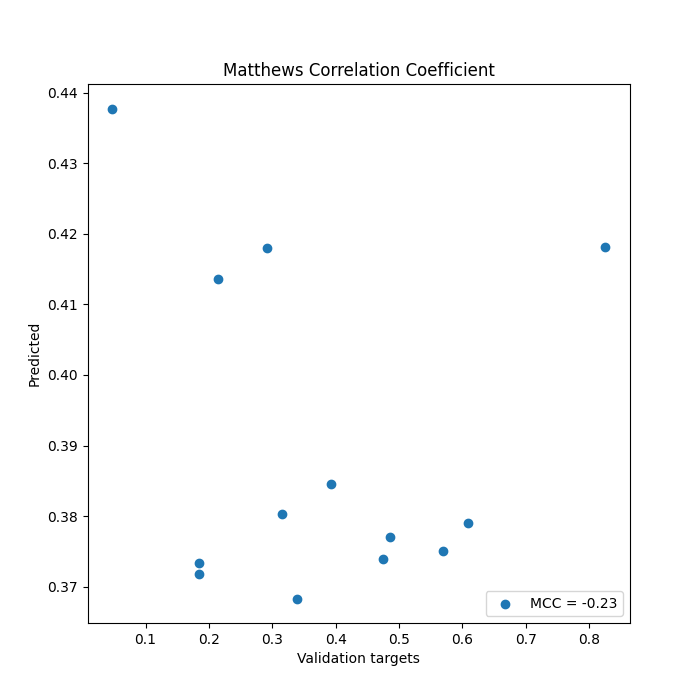 Matthews Correlation Coefficient
0.44
0.43
0.42
0.41
0.40
0.39
0.38
0.37
Predicted
MCC = -0.23
0.1 0.2 0.3 0.4 0.5 0.6 0.7 0.8
Validation targets